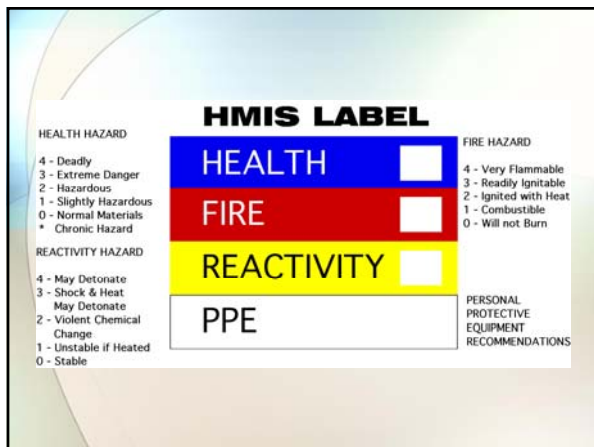 HMIS LABEL
HEALTH HAZARD
4 - Deadly
3 - Extreme Danger
2 - Hazardous
1 - Slightly Hazardous
0 - Normal Materials
* Chronic Hazard
REACTIVITY HAZARD
4 - May Detonate
3 - Shock & Heat
May Detonate
2 - Violent Chemical
Change
1 - Unstable if Heated
0 - Stable
HEALTH
FIRE
REACTIVITY
PPE
FIRE HAZARD
4 - Very Flammable
3 - Readily Ignitable
2 - Ignited with Heat
1 - Combustible
0 - Will not Burn
PERSONAL
PROTECTIVE
EQUIPMENT
RECOMMENDATIONS